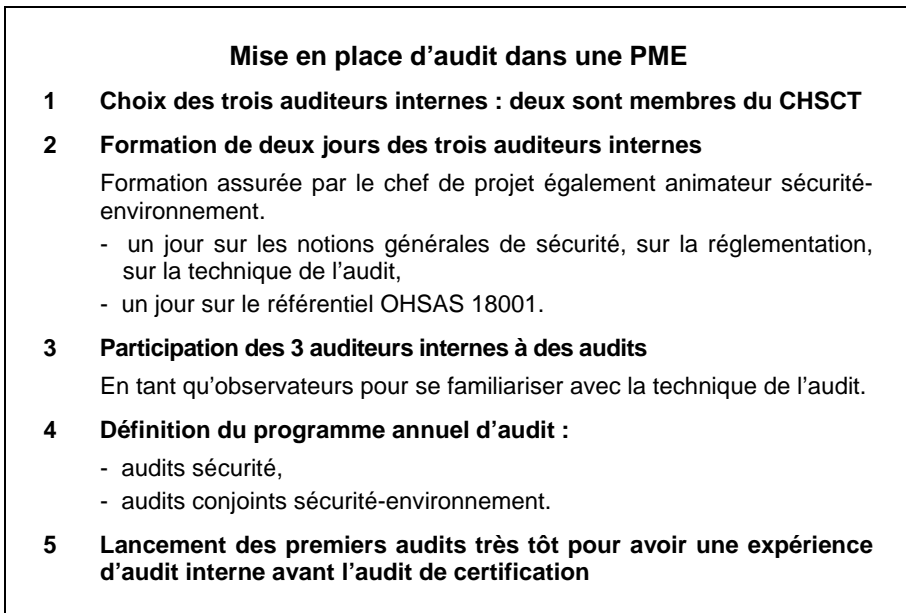 Mise en place d’audit dans une PME
1 Choix des trois auditeurs internes : deux sont membres du CHSCT
2 Formation de deux jours des trois auditeurs internes
Formation assurée par le chef de projet également animateur sécurité-
environnement.
- un jour sur les notions générales de sécurité, sur la réglementation,
sur la technique de l’audit,
- un jour sur le référentiel OHSAS 18001.
3 Participation des 3 auditeurs internes à des audits
En tant qu’observateurs pour se familiariser avec la technique de l’audit.
4 Définition du programme annuel d’audit :
- audits sécurité,
- audits conjoints sécurité-environnement.
5 Lancement des premiers audits très tôt pour avoir une expérience
d’audit interne avant l’audit de certification